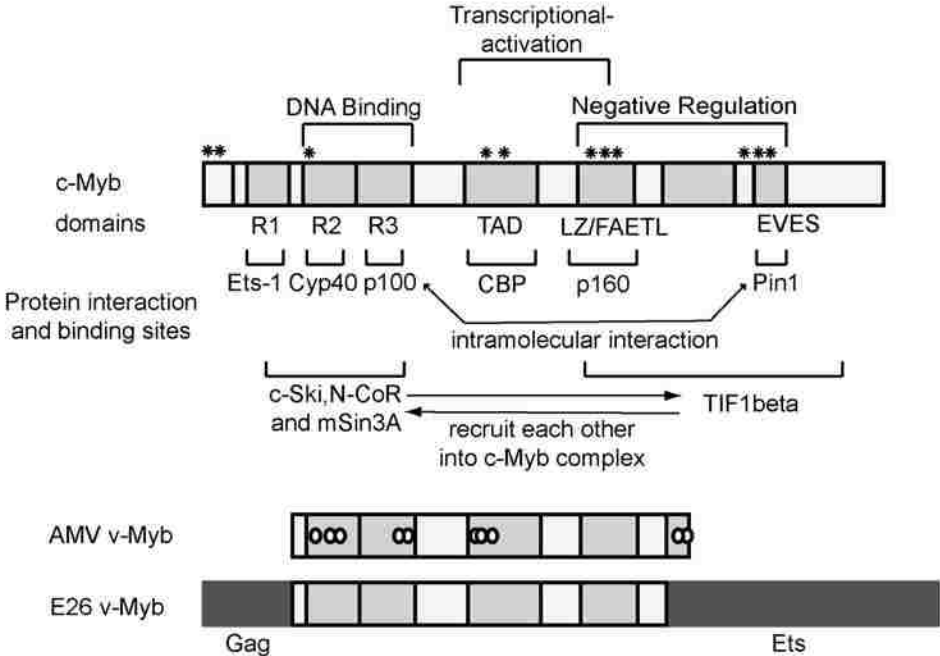 Transcriptional-
activation
DNA Binding
Negative Regulation
** * * * *** ***
c-Myb
domains
R1 R2 R3 TAD LZ/FAETL EVES
Ets-1 Cyp40 p100 CBP p160 Pin1
Protein interaction
and binding sites
intramolecular interaction
c-Ski,N-CoR
and mSin3A
TIF1beta
recruit each other
into c-Myb complex
AMV v-Myb
E26 v-Myb
Gag Ets